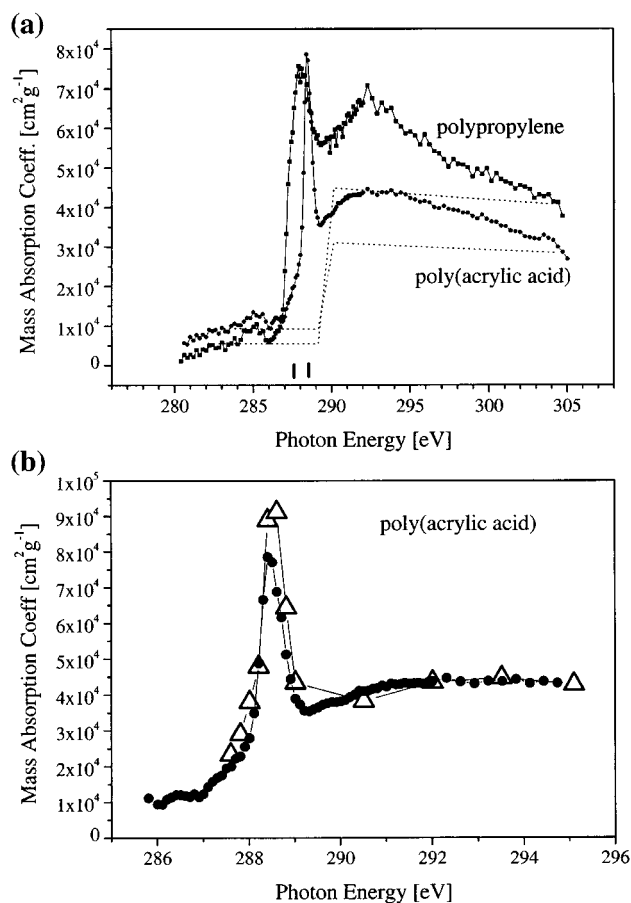 (a)
8x10⁴
7x10⁴
6x10⁴
5x10⁴
4x10⁴
3x10⁴
2x10⁴
1x10⁴
0
Mass Absorption Coeff. [cm²g⁻¹]
polypropylene
poly(acrylic acid)
280 285 290 295 300 305
Photon Energy [eV]
(b)
1x10⁵
9x10⁴
8x10⁴
7x10⁴
6x10⁴
5x10⁴
4x10⁴
3x10⁴
2x10⁴
1x10⁴
0
Mass Absorption Coeff [cm²g⁻¹]
poly(acrylic acid)
286 288 290 292 294 296
Photon Energy [eV]